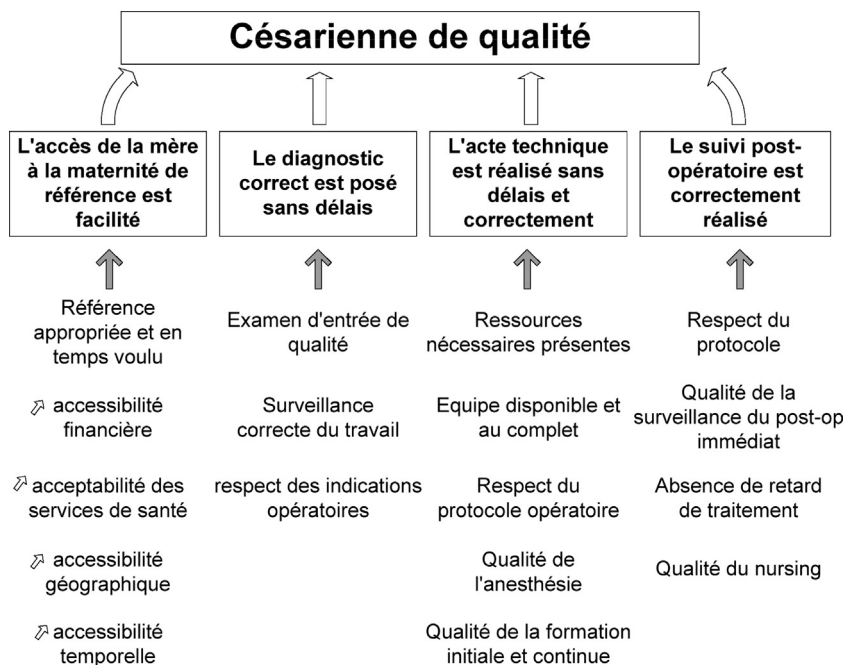 Césarienne de qualité
L'accès de la mère
à la maternité de
référence est
facilité
Le diagnostic
correct est posé
sans délais
L'acte technique
est réalisé sans
délais et
correctement
Le suivi post-
opératoire est
correctement
réalisé
Référence
appropriée et en
temps voulu
accessibilité
financière
acceptabilité des
services de santé
accessibilité
géographique
accessibilité
temporelle
Examen d'entrée de
qualité
Surveillance
correcte du travail
respect des indications
opératoires
Ressources
nécessaires présentes
Equipe disponible et
au complet
Respect du
protocole opératoire
Qualité de
l'anesthésie
Qualité de la formation
initiale et continue
Respect du
protocole
Qualité de la
surveillance du post-op
immédiat
Absence de retard
de traitement
Qualité du nursing